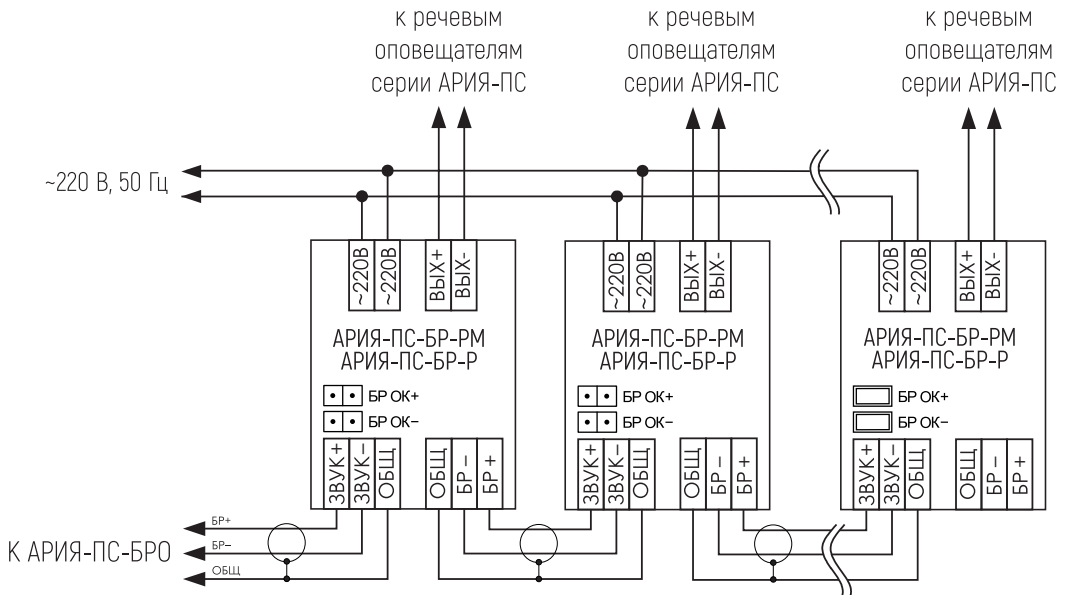 к речевым
оповещателям
серии АРИЯ-ПС
к речевым
оповещателям
серии АРИЯ-ПС
к речевым
оповещателям
серии АРИЯ-ПС
~220 В, 50 Гц
~220В
~220В
ВЫХ+
ВЫХ-
~220В
~220В
ВЫХ+
ВЫХ-
~220В
~220В
ВЫХ+
ВЫХ-
АРИЯ-ПС-БР-РМ
АРИЯ-ПС-БР-Р
БР ОК+
БР ОК–
АРИЯ-ПС-БР-РМ
АРИЯ-ПС-БР-Р
БР ОК+
БР ОК–
АРИЯ-ПС-БР-РМ
АРИЯ-ПС-БР-Р
БР ОК+
БР ОК–
ЗВУК+
ЗВУК–
ОБЩ
ОБЩ
БР –
БР +
ЗВУК+
ЗВУК–
ОБЩ
ОБЩ
БР –
БР +
ЗВУК+
ЗВУК–
ОБЩ
ОБЩ
БР –
БР +
К АРИЯ-ПС-БРО
БР+
БР–
ОБЩ